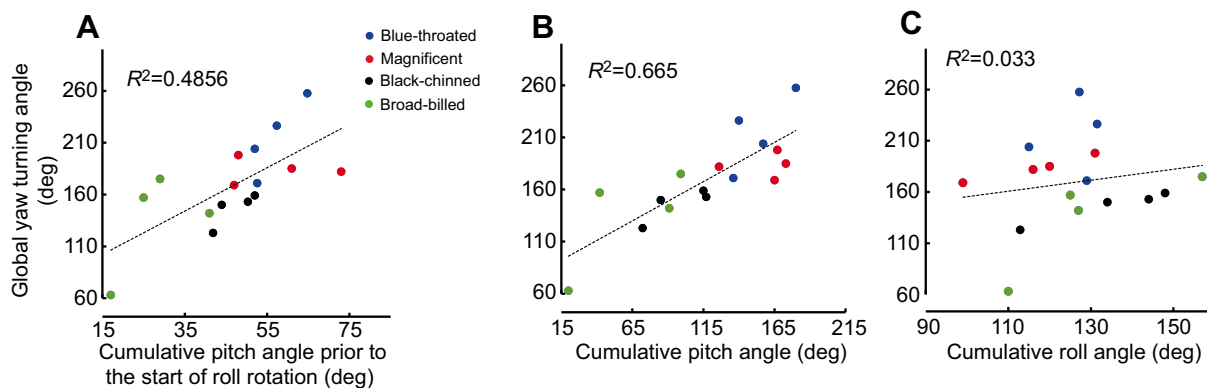 A
B
C
Global yaw turning angle
(deg)
R²=0.4856
Blue-throated
Magnificent
Black-chinned
Broad-billed
260
210
160
110
60
15 35 55 75
Cumulative pitch angle prior to
the start of roll rotation (deg)
R²=0.665
260
210
160
110
60
15 65 115 165 215
Cumulative pitch angle (deg)
R²=0.033
260
210
160
110
60
90 110 130 150
Cumulative roll angle (deg)